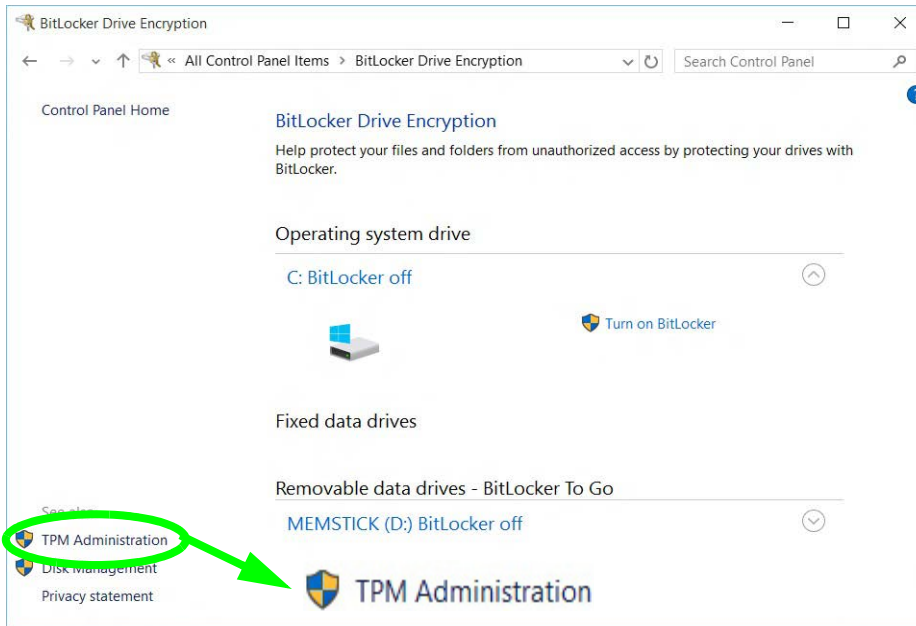 BitLocker Drive Encryption
« All Control Panel Items > BitLocker Drive Encryption
Search Control Panel
Control Panel Home
BitLocker Drive Encryption
Help protect your files and folders from unauthorized access by protecting your drives with
BitLocker.
Operating system drive
C: BitLocker off
Turn on BitLocker
Fixed data drives
Removable data drives - BitLocker To Go
MEMSTICK (D:) BitLocker off
See also
TPM Administration
Disk Management
Privacy statement
TPM Administration